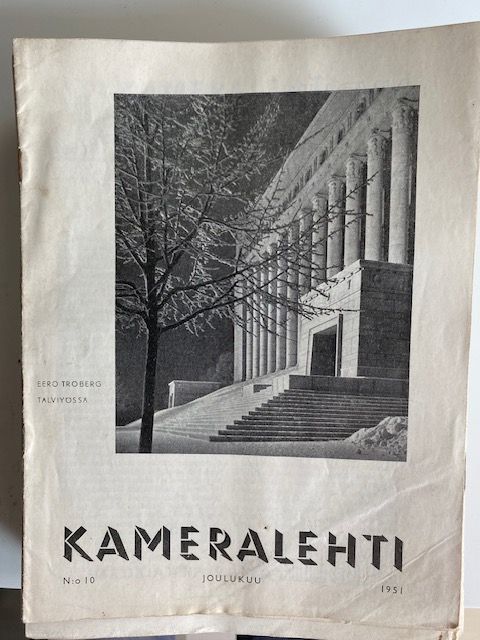 EERO TROBERG
TALVIYÖSSÄ
KAMERALEHTI
N:o 10 JOULUKUU 1951